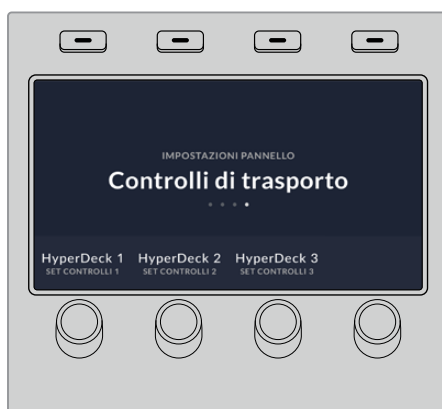 IMPOSTAZIONI PANNELLO
Controlli di trasporto
HyperDeck 1 HyperDeck 2 HyperDeck 3
SET CONTROLLI 1 SET CONTROLLI 2 SET CONTROLLI 3